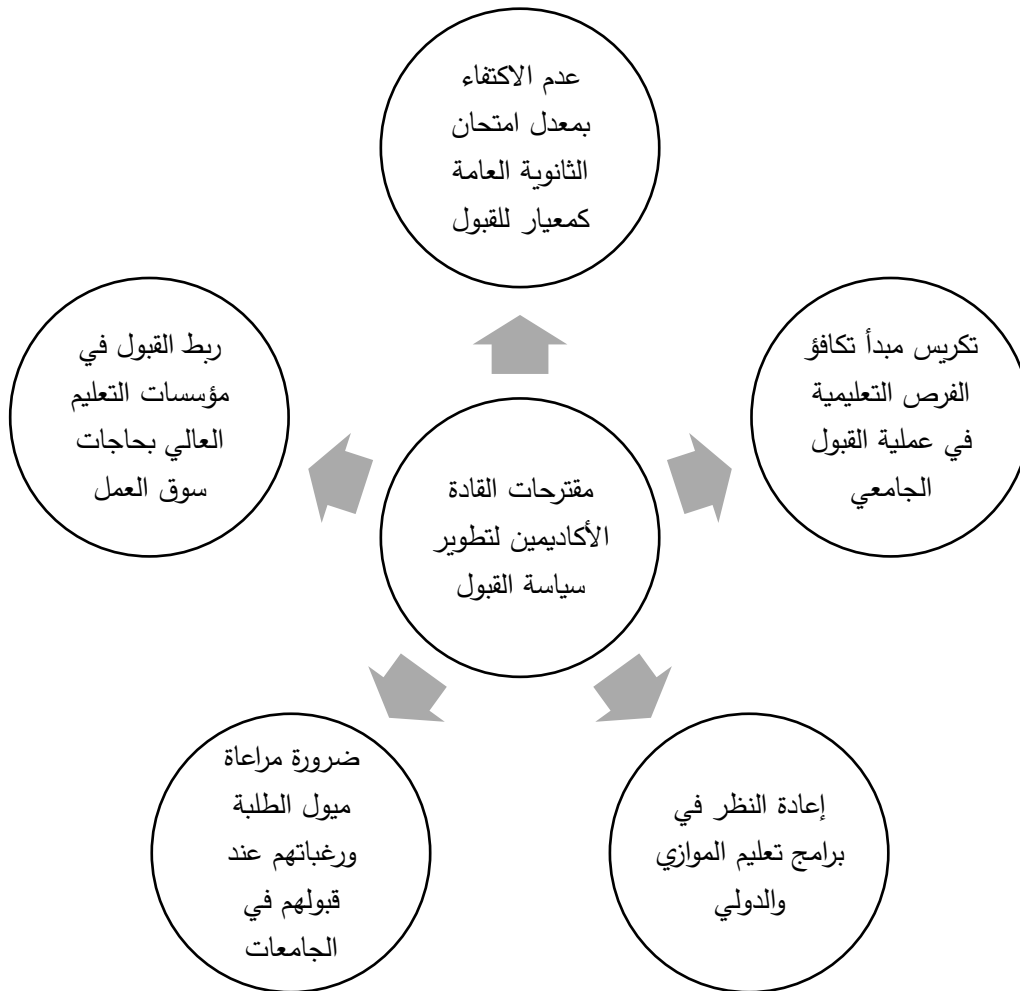 عدم الاكتفاء
بمعدل امتحان
الثانوية العامة
كمعيار للقبول
تكريس مبدأ تكافؤ
الفرص التعليمية
في عملية القبول
الجامعي
ربط القبول في
مؤسسات التعليم
العالي بحاجات
سوق العمل
مقترحات القادة
الأكاديمين لتطوير
سياسة القبول
إعادة النظر في
برامج تعليم الموازي
والدولي
ضرورة مراعاة
ميول الطلبة
ورغباتهم عند
قبولهم في
الجامعات